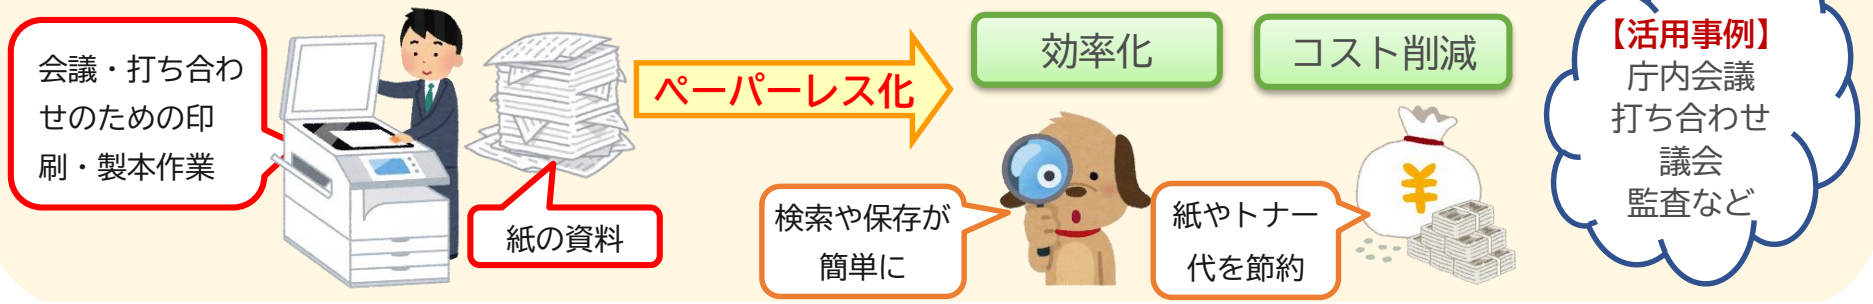 会議・打ち合わ
せのための印
刷・製本作業
紙の資料
ペーパーレス化
効率化
コスト削減
検索や保存が
簡単に
紙やトナー
代を節約
¥
【活用事例】
庁内会議
打ち合わせ
議会
監査など